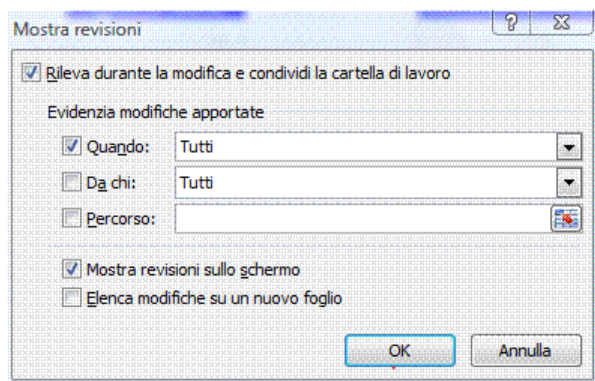 Mostra revisioni
Rileva durante la modifica e condividi la cartella di lavoro
Evidenzia modifiche apportate
Quando: Tutti
Da chi: Tutti
Percorso:
Mostra revisioni sullo schermo
Elenca modifiche su un nuovo foglio
OK Annulla